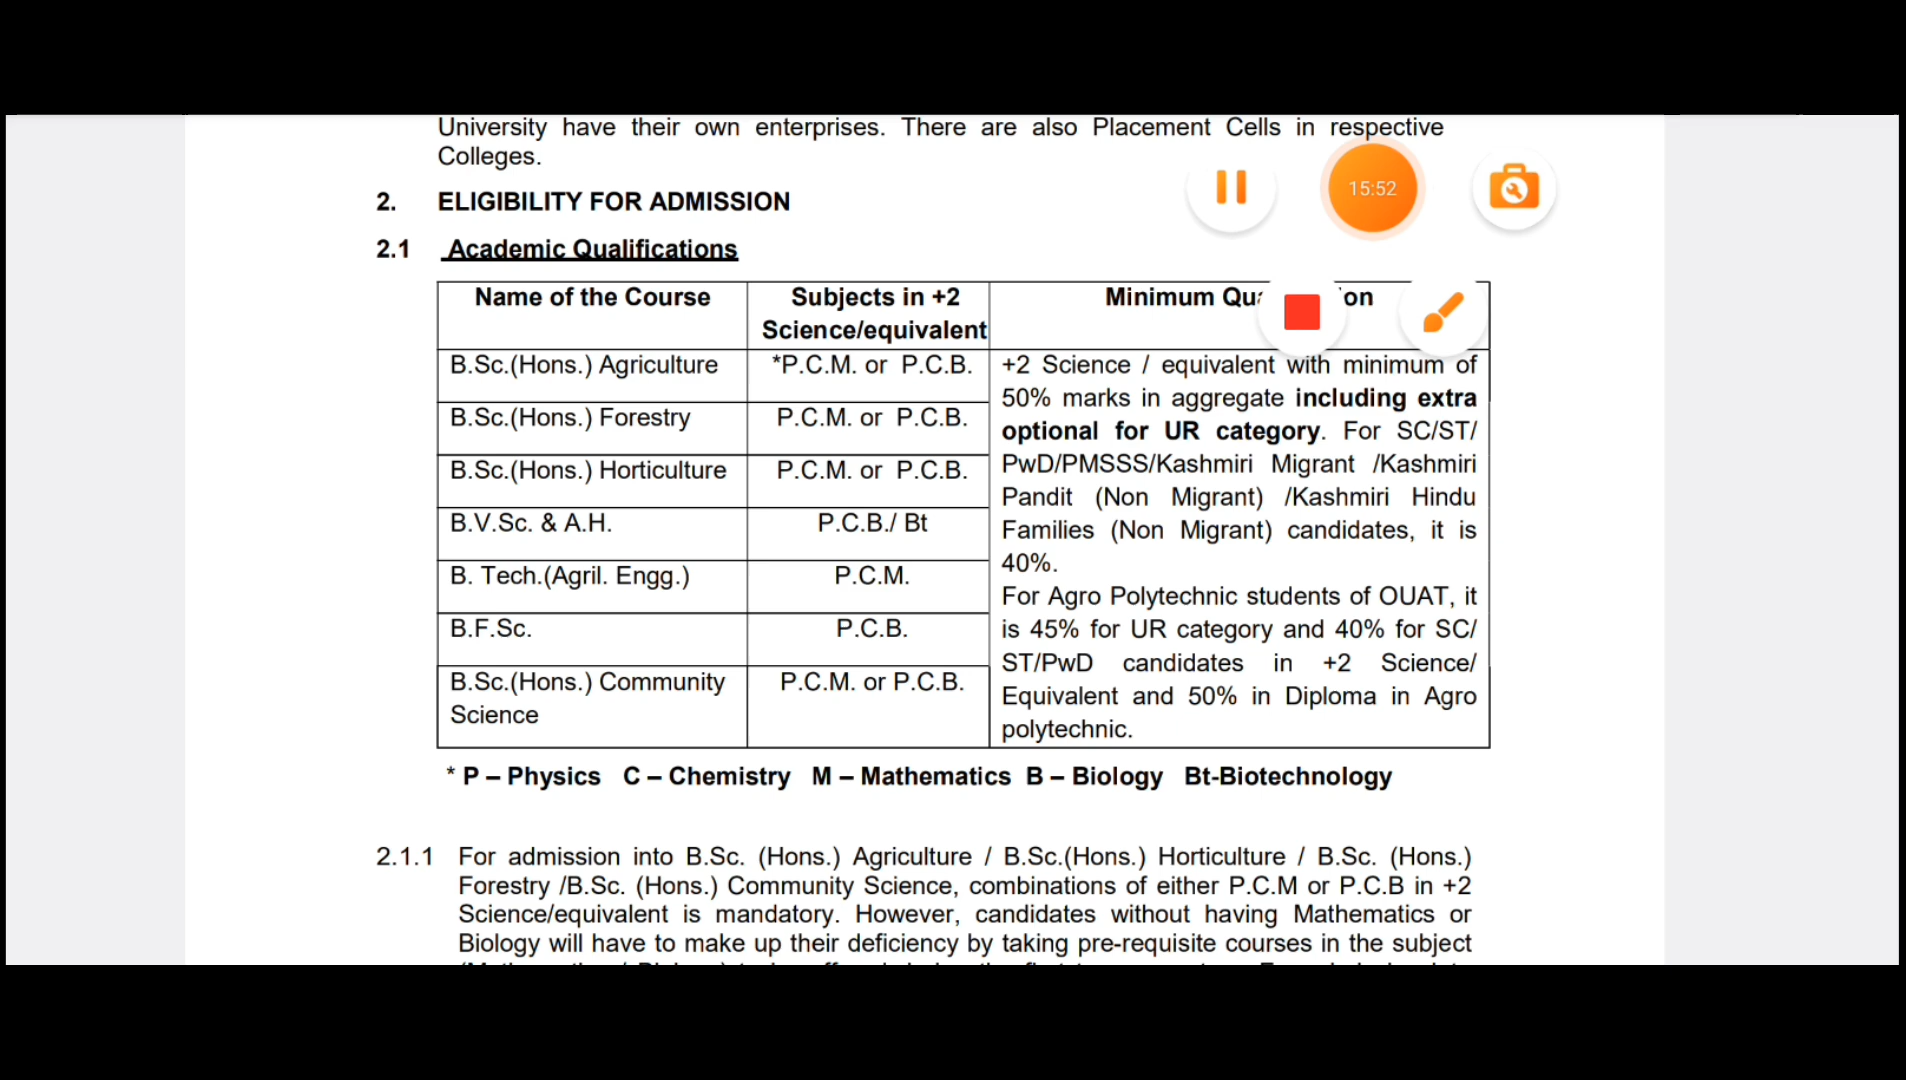 University have their own enterprises. There are also Placement Cells in respective
Colleges.
15:52
2. ELIGIBILITY FOR ADMISSION
2.1 Academic Qualifications
Name of the Course Subjects in +2 Minimum
Science/equivalent
B.Sc.(Hons.) Agriculture *P.C.M. or P.C.B.
B.Sc.(Hons.) Forestry P.C.M. or P.C.B.
B.Sc.(Hons.) Horticulture P.C.M. or P.C.B.
B.V.Sc. & A.H. P.C.B./ Bt
B. Tech.(Agril. Engg.) P.C.M.
B.F.Sc. P.C.B.
B.Sc.(Hons.) Community P.C.M. or P.C.B.
Science
+2 Science / equivalent with minimum of
50% marks in aggregate including extra
optional for UR category. For SC/ST/
PwD/PMSSS/Kashmiri Migrant /Kashmiri
Pandit (Non Migrant) /Kashmiri Hindu
Families (Non Migrant) candidates, it is
40%.
For Agro Polytechnic students of OUAT, it
is 45% for UR category and 40% for SC/
ST/PwD candidates in +2 Science/
Equivalent and 50% in Diploma in Agro
polytechnic.
* P – Physics C – Chemistry M – Mathematics B – Biology Bt-Biotechnology
2.1.1 For admission into B.Sc. (Hons.) Agriculture / B.Sc.(Hons.) Horticulture / B.Sc. (Hons.)
Forestry /B.Sc. (Hons.) Community Science, combinations of either P.C.M or P.C.B in +2
Science/equivalent is mandatory. However, candidates without having Mathematics or
Biology will have to make up their deficiency by taking pre-requisite courses in the subject